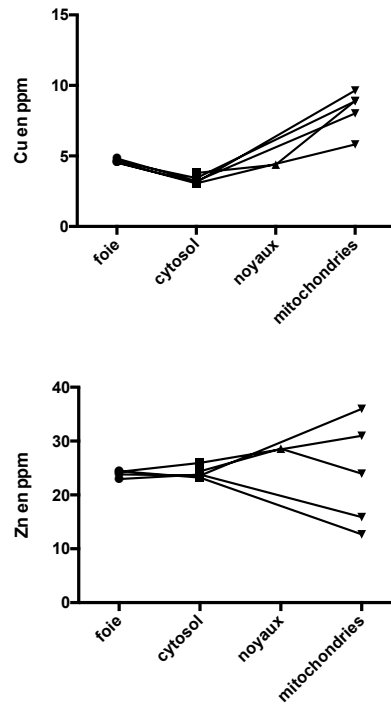 15
10
5
0
Cu en ppm
foie
cytosol
noyaux
mitochondries
40
30
20
10
0
Zn en ppm
foie
cytosol
noyaux
mitochondries